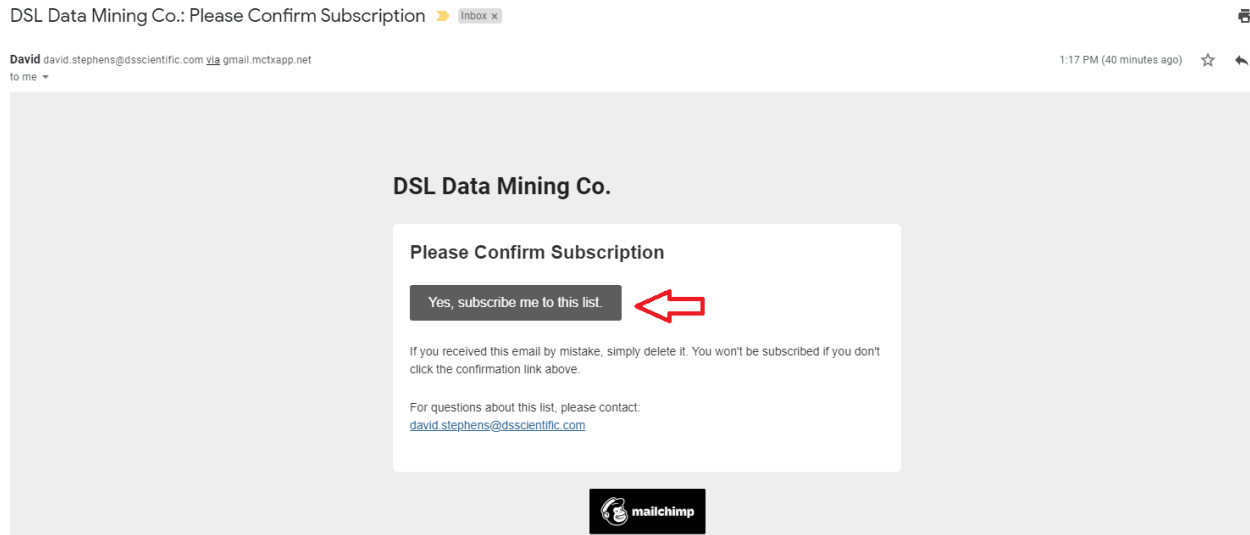 DSL Data Mining Co.: Please Confirm Subscription Inbox x
David david.stephens@dsscientific.com via gmail.mctxapp.net 1:17 PM (40 minutes ago)
to me
DSL Data Mining Co.
Please Confirm Subscription
Yes, subscribe me to this list.
If you received this email by mistake, simply delete it. You won't be subscribed if you don't
click the confirmation link above.
For questions about this list, please contact:
david.stephens@dsscientific.com
mailchimp